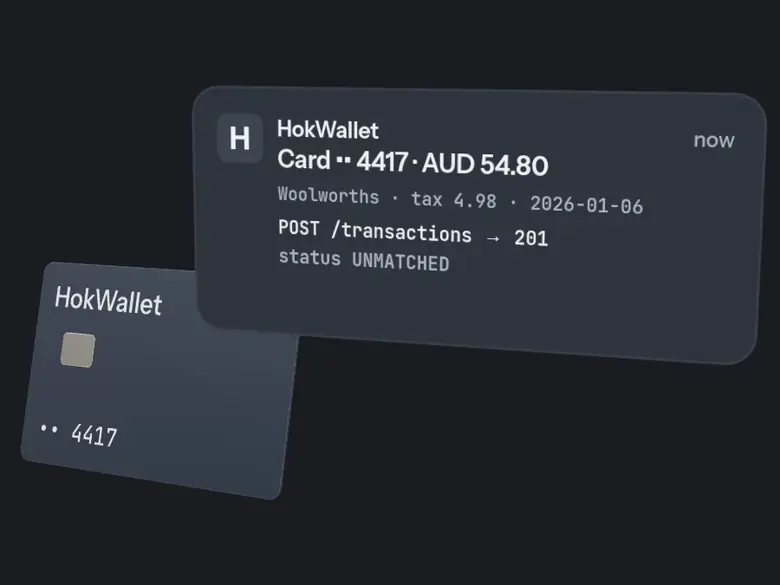 H
HokWallet
now
Card •• 4417 · AUD 54.80
Woolworths · tax 4.98 · 2026-01-06
POST /transactions → 201
status UNMATCHED
HokWallet
•• 4417